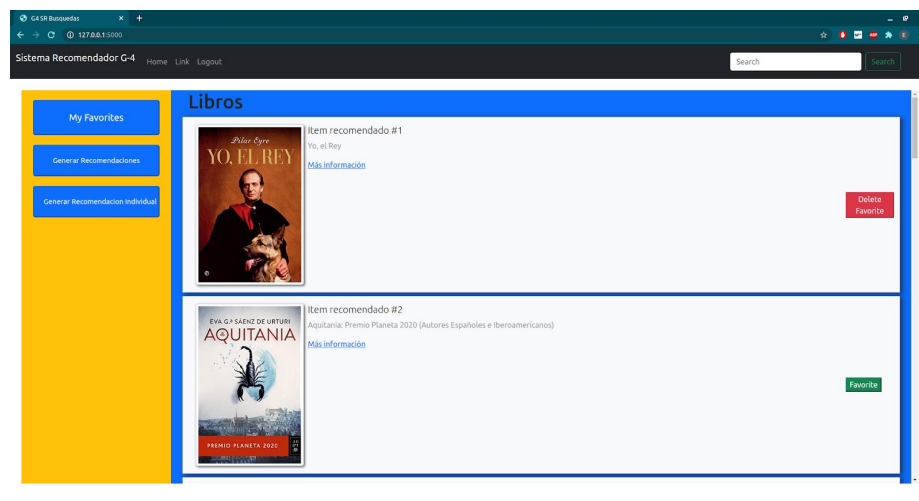 G4 SR Busquedas
127.0.0.1:5000
Sistema Recomendador G-4 Home Link Logout
Search Search
My Favorites
Generar Recomendaciones
Generar Recomendacion Individual
Libros
Pilar Eyre
YO, EL REY
Item recomendado #1
Yo, el Rey
Más información
Delete
Favorite
EVA G.ª SÁENZ DE URTURI
AQUITANIA
PREMIO PLANETA 2020
Item recomendado #2
Aquitania: Premio Planeta 2020 (Autores Españoles e Iberoamericanos)
Más información
Favorite